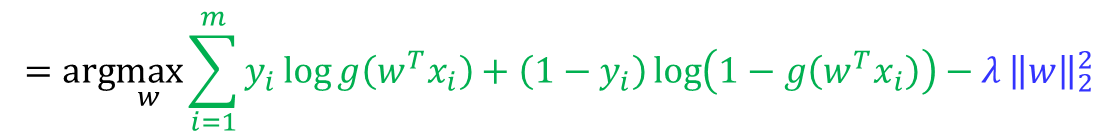 = argmax_w ∑_{i=1}^{m} y_i log g(w^T x_i) + (1 − y_i) log(1 − g(w^T x_i)) − λ ‖w‖_2^2